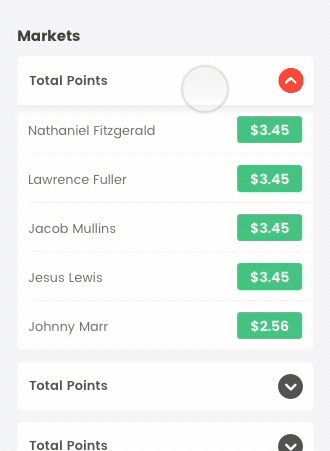 Markets
Total Points
Nathaniel Fitzgerald $3.45
Lawrence Fuller $3.45
Jacob Mullins $3.45
Jesus Lewis $3.45
Johnny Marr $2.56
Total Points
Total Points